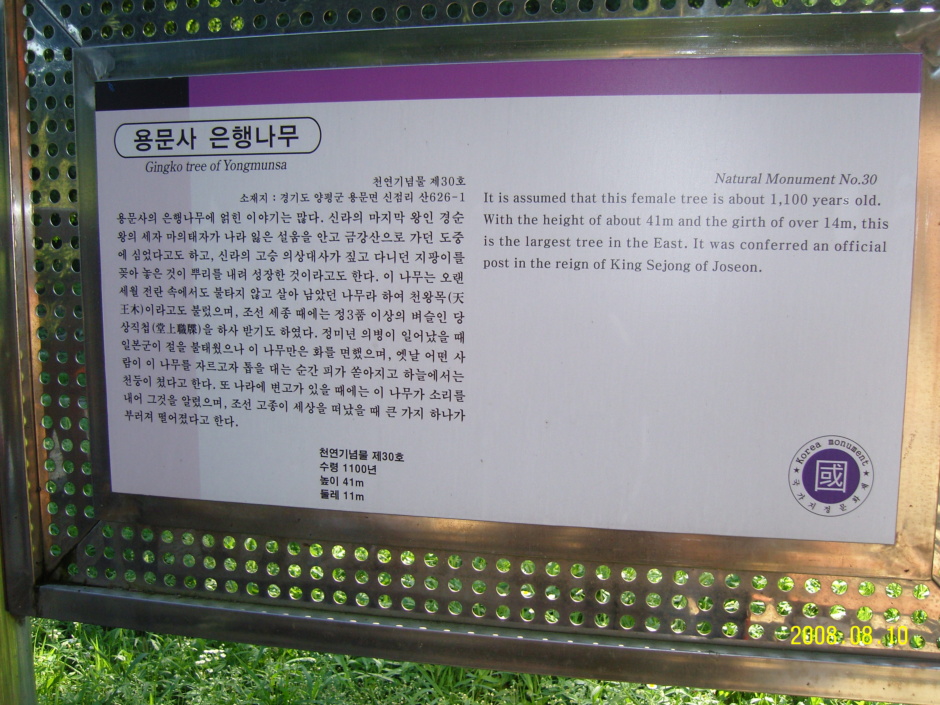 용문사 은행나무
Gingko tree of Yongmunsa
천연기념물 제30호
소재지 : 경기도 양평군 용문면 신점리 산626-1
용문사의 은행나무에 얽힌 이야기는 많다. 신라의 마지막 왕인 경순
왕의 세자 마의태자가 나라 잃은 설움을 안고 금강산으로 가던 도중
에 심었다고도 하고, 신라의 고승 의상대사가 짚고 다니던 지팡이를
꽂아 놓은 것이 뿌리를 내려 성장한 것이라고도 한다. 이 나무는 오랜
세월 전란 속에서도 불타지 않고 살아 남았던 나무라 하여 천왕목(天
王木)이라고도 불렀으며, 조선 세종 때에는 정3품 이상의 벼슬인 당
상직첩(堂上職牒)을 하사 받기도 하였다. 정미년 의병이 일어났을 때
일본군이 절을 불태웠으나 이 나무만은 화를 면했으며, 옛날 어떤 사
람이 이 나무를 자르고자 톱을 대는 순간 피가 쏟아지고 하늘에서는
천둥이 쳤다고 한다. 또 나라에 변고가 있을 때에는 이 나무가 소리를
내어 그것을 알렸으며, 조선 고종이 세상을 떠났을 때 큰 가지 하나가
부러져 떨어졌다고 한다.
천연기념물 제30호
수령 1100년
높이 41m
둘레 11m
Natural Monument No.30
It is assumed that this female tree is about 1,100 years old.
With the height of about 41m and the girth of over 14m, this
is the largest tree in the East. It was conferred an official
post in the reign of King Sejong of Joseon.
Korea monument
國
국가지정문화재
2008.08.10